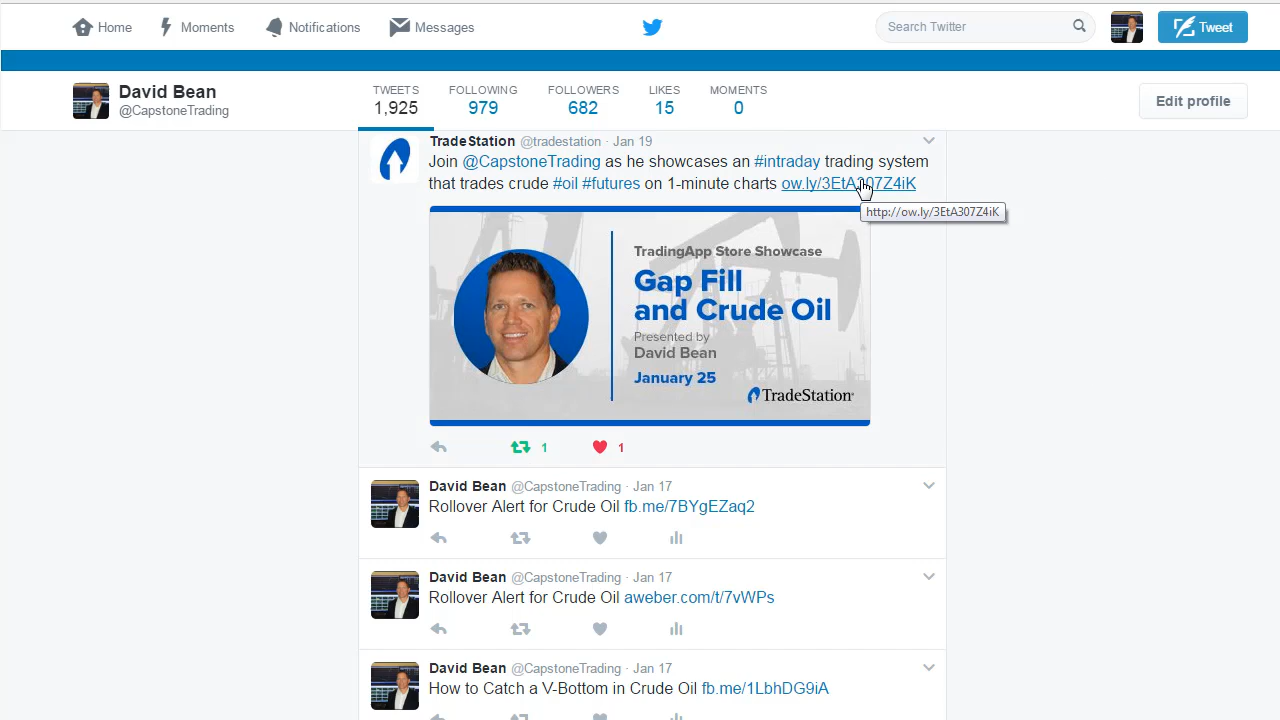 Home Moments Notifications Messages Search Twitter Tweet
David Bean
@CapstoneTrading
TWEETS FOLLOWING FOLLOWERS LIKES MOMENTS
1,925 979 682 15 0
Edit profile
TradeStation @tradestation · Jan 19
Join @CapstoneTrading as he showcases an #intraday trading system
that trades crude #oil #futures on 1-minute charts ow.ly/3EtA307Z4iK
http://ow.ly/3EtA307Z4iK
TradingApp Store Showcase
Gap Fill
and Crude Oil
Presented by
David Bean
January 25
TradeStation
1 1
David Bean @CapstoneTrading · Jan 17
Rollover Alert for Crude Oil fb.me/7BYgEZaq2
David Bean @CapstoneTrading · Jan 17
Rollover Alert for Crude Oil aweber.com/t/7vWPs
David Bean @CapstoneTrading · Jan 17
How to Catch a V-Bottom in Crude Oil fb.me/1LbhDG9iA